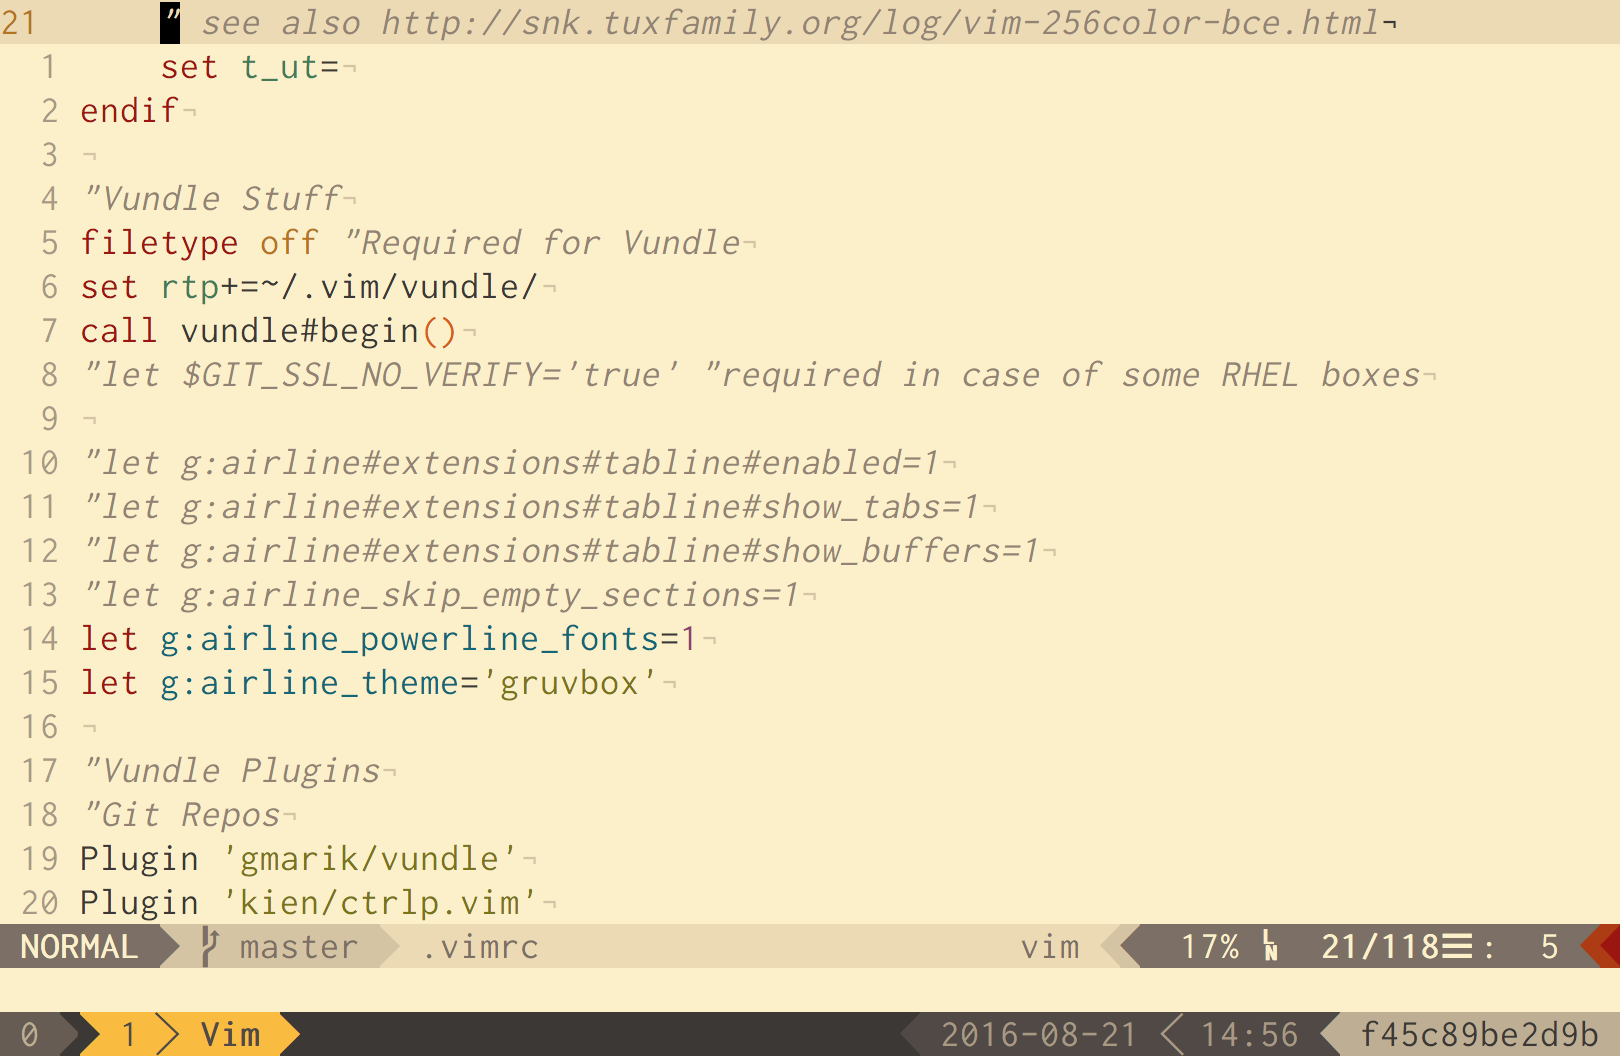 21 " see also http://snk.tuxfamily.org/log/vim-256color-bce.html¬
1 set t_ut=¬
2 endif¬
3 ¬
4 "Vundle Stuff¬
5 filetype off "Required for Vundle¬
6 set rtp+=~/.vim/vundle/¬
7 call vundle#begin()¬
8 "let $GIT_SSL_NO_VERIFY='true' "required in case of some RHEL boxes¬
9 ¬
10 "let g:airline#extensions#tabline#enabled=1¬
11 "let g:airline#extensions#tabline#show_tabs=1¬
12 "let g:airline#extensions#tabline#show_buffers=1¬
13 "let g:airline_skip_empty_sections=1¬
14 let g:airline_powerline_fonts=1¬
15 let g:airline_theme='gruvbox'¬
16 ¬
17 "Vundle Plugins¬
18 "Git Repos¬
19 Plugin 'gmarik/vundle'¬
20 Plugin 'kien/ctrlp.vim'¬
NORMAL  master .vimrc vim 17%  21/118☰: 5
0 1 Vim 2016-08-21 14:56 f45c89be2d9b